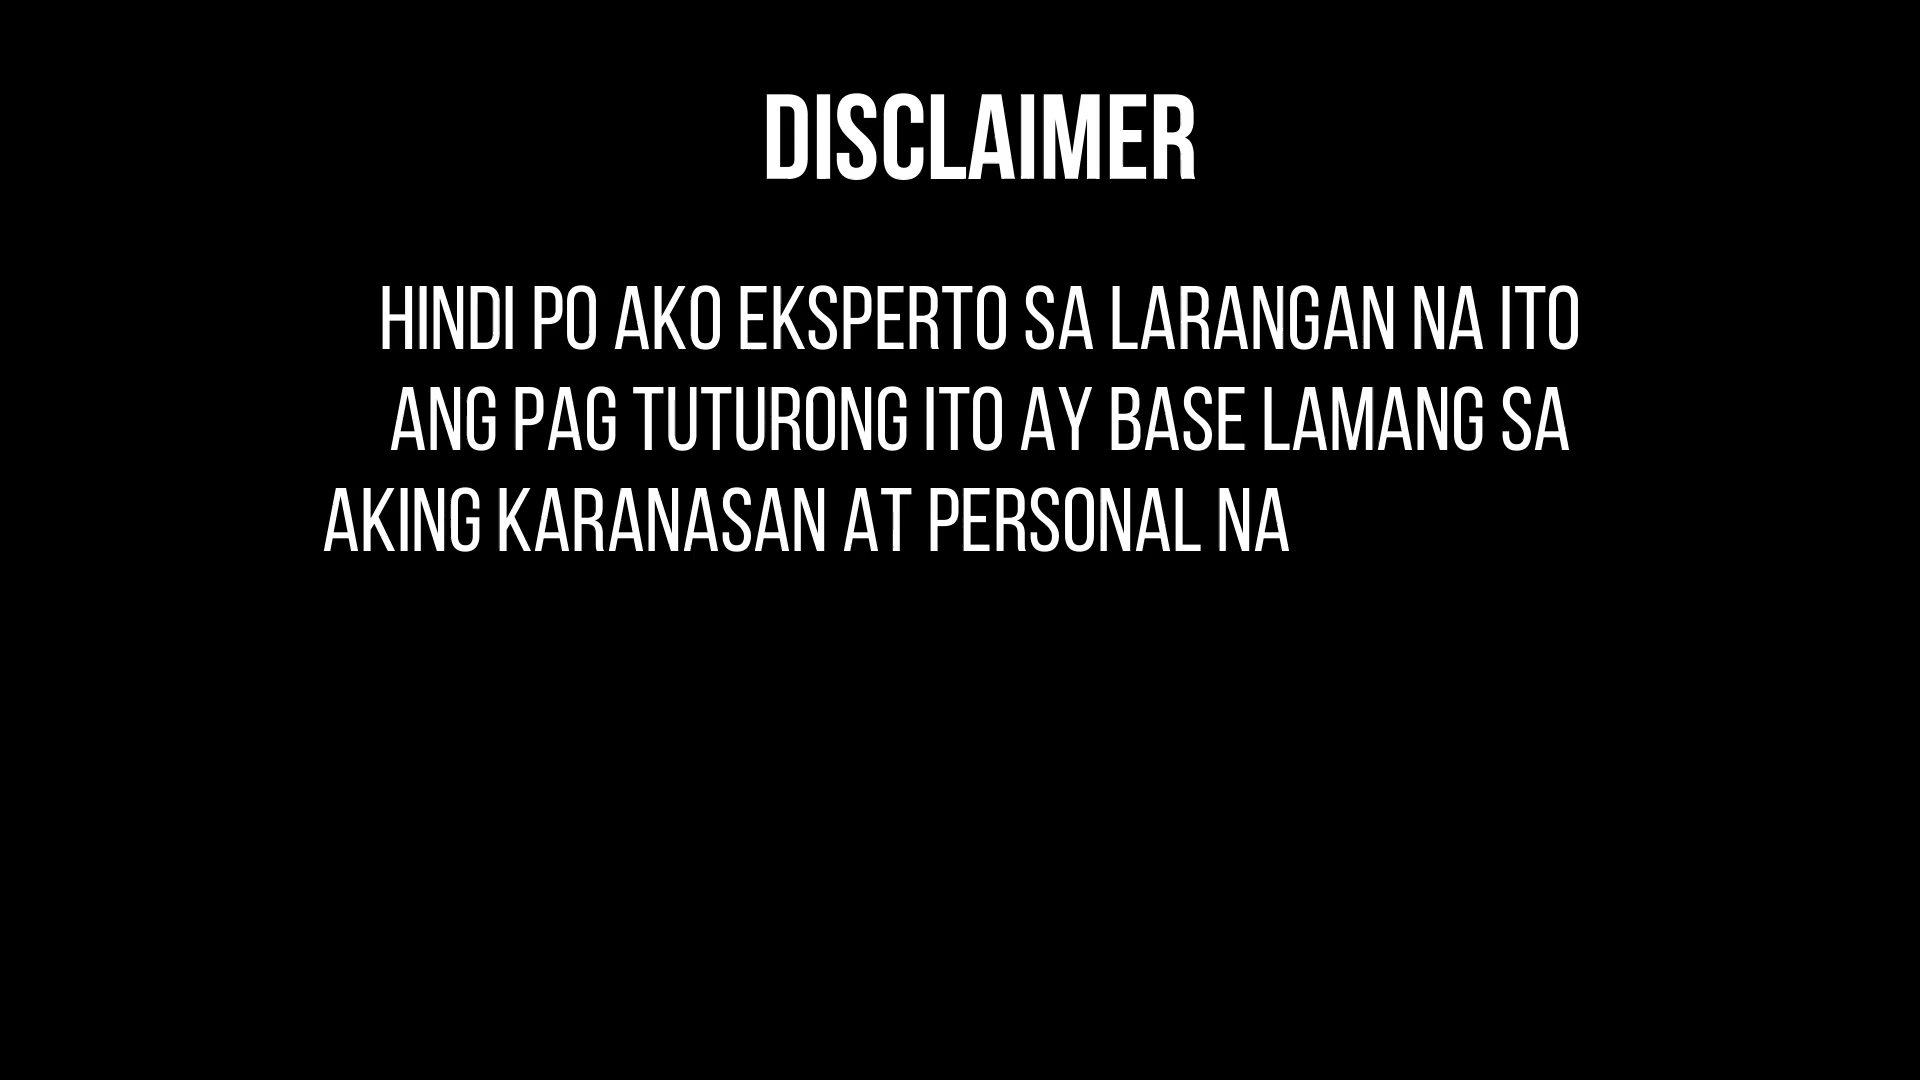 DISCLAIMER
HINDI PO AKO EKSPERTO SA LARANGAN NA ITO
ANG PAG TUTURONG ITO AY BASE LAMANG SA
AKING KARANASAN AT PERSONAL NA